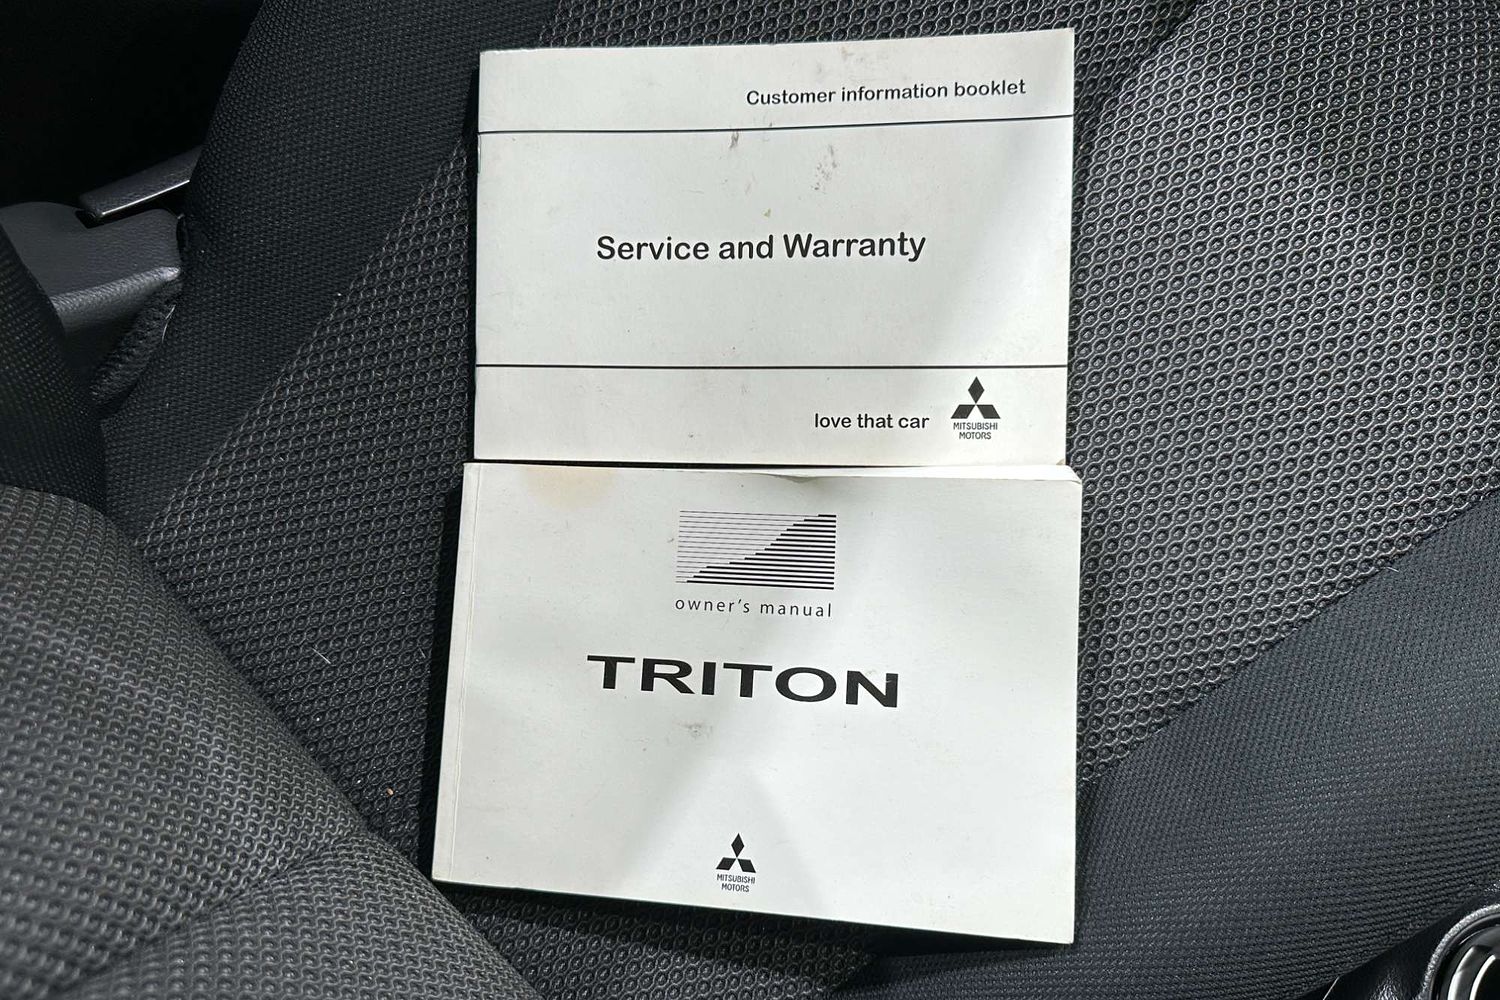 Customer information booklet
Service and Warranty
love that car
MITSUBISHI
MOTORS
owner's manual
TRITON
MITSUBISHI
MOTORS